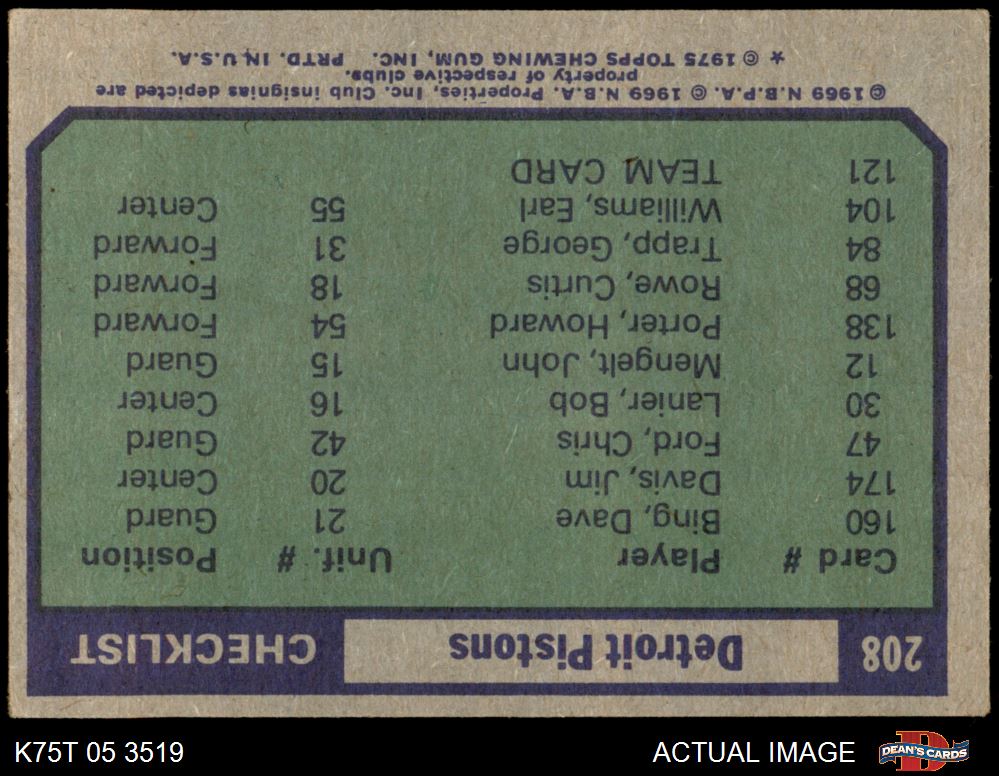 208 Detroit Pistons CHECKLIST
Card # Player Unif. # Position
160 Bing, Dave 21 Guard
174 Davis, Jim 20 Center
47 Ford, Chris 42 Guard
30 Lanier, Bob 16 Center
12 Mengelt, John 15 Guard
138 Porter, Howard 54 Forward
68 Rowe, Curtis 18 Forward
84 Trapp, George 31 Forward
104 Williams, Earl 55 Center
121 TEAM CARD
© 1969 N.B.P.A. © 1969 N.B.A. Properties, Inc. Club insignias depicted are
property of respective clubs.
★ © 1975 TOPPS CHEWING GUM, INC. PRTD. IN U.S.A.
K75T 05 3519 ACTUAL IMAGE
D
DEAN'S CARDS